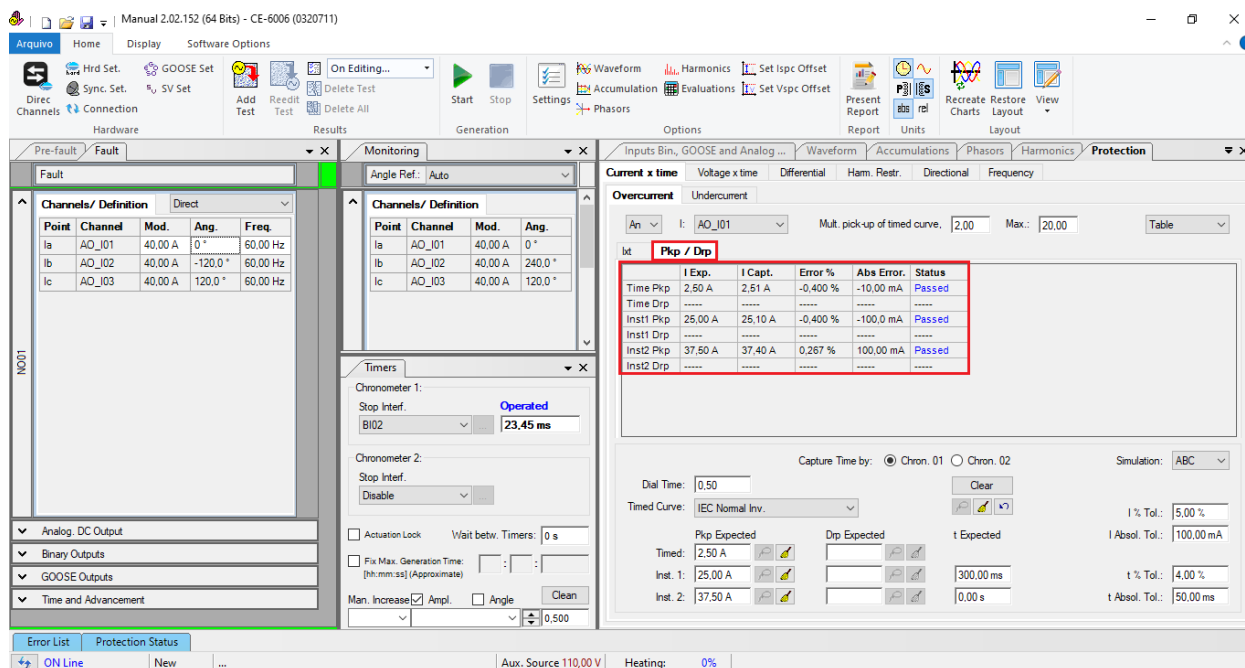 Manual 2.02.152 (64 Bits) - CE-6006 (0320711)
Arquivo Home Display Software Options
Direc Channels
Hrd Set.
Sync. Set.
Connection
GOOSE Set
SV Set
Hardware
Add Test
Reedit Test
On Editing...
Delete Test
Delete All
Results
Start
Stop
Settings
Generation
Waveform
Accumulation
Phasors
Harmonics
Evaluations
Set Ispc Offset
Set Vspc Offset
Options
Present Report
Report
abs rel
Units
Recreate Charts
Restore Layout
View
Layout
Pre-fault Fault
Fault
NO01
Channels/ Definition Direct
Point Channel Mod. Ang. Freq.
Ia AO_I01 40,00 A 0 ° 60,00 Hz
Ib AO_I02 40,00 A -120,0 ° 60,00 Hz
Ic AO_I03 40,00 A 120,0 ° 60,00 Hz
Analog. DC Output
Binary Outputs
GOOSE Outputs
Time and Advancement
Monitoring
Angle Ref.: Auto
Channels/ Definition
Point Channel Mod. Ang.
Ia AO_I01 40,00 A 0 °
Ib AO_I02 40,00 A 240,0 °
Ic AO_I03 40,00 A 120,0 °
Timers
Chronometer 1:
Stop Interf. Operated
BI02 23,45 ms
Chronometer 2:
Stop Interf.
Disable
Actuation Lock Wait betw. Timers: 0 s
Fix Max. Generation Time: : :
[hh:mm:ss] (Approximate)
Man. Increase Ampl. Angle Clean
0,500
Inputs Bin., GOOSE and Analog ... Waveform Accumulations Phasors Harmonics Protection
Current x time Voltage x time Differential Harm. Restr. Directional Frequency
Overcurrent Undercurrent
An I: AO_I01 Mult. pick-up of timed curve, 2,00 Max.: 20,00 Table
Ixt Pkp / Drp
I Exp. I Capt. Error % Abs Error. Status
Time Pkp 2,50 A 2,51 A -0,400 % -10,00 mA Passed
Time Drp ----- ----- ----- ----- -----
Inst1 Pkp 25,00 A 25,10 A -0,400 % -100,0 mA Passed
Inst1 Drp ----- ----- ----- ----- -----
Inst2 Pkp 37,50 A 37,40 A 0,267 % 100,00 mA Passed
Inst2 Drp ----- ----- ----- ----- -----
Capture Time by: Chron. 01 Chron. 02 Simulation: ABC
Dial Time: 0,50 Clear
Timed Curve: IEC Normal Inv. I % Tol.: 5,00 %
Pkp Expected Drp Expected t Expected I Absol. Tol.: 100,00 mA
Timed: 2,50 A
Inst. 1: 25,00 A 300,00 ms t % Tol.: 4,00 %
Inst. 2: 37,50 A 0,00 s t Absol. Tol.: 50,00 ms
Error List Protection Status
ON Line New ... Aux. Source 110,00 V Heating: 0%